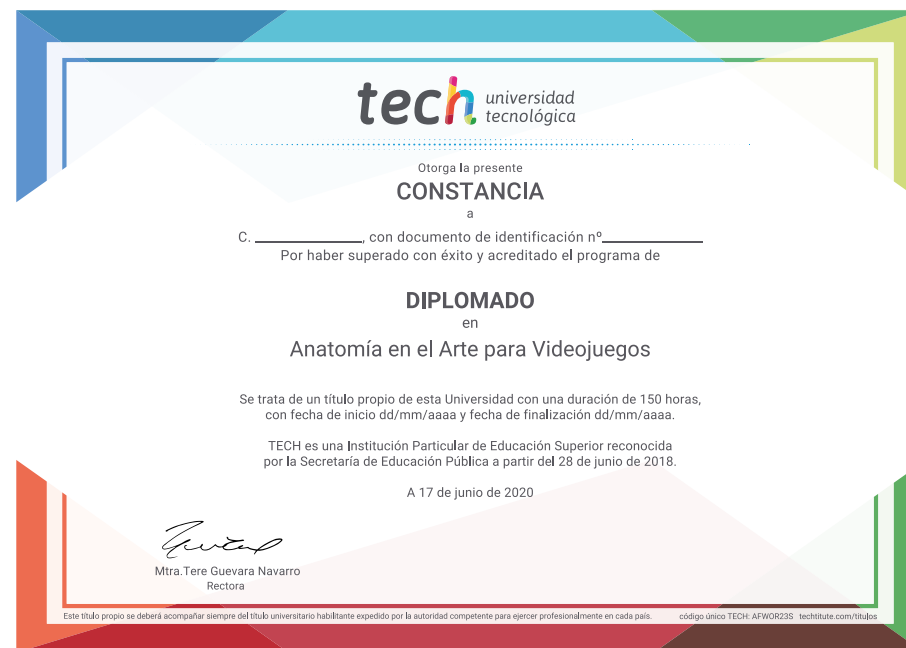 tech universidad
tecnológica
Otorga la presente
CONSTANCIA
a
C. ______________, con documento de identificación nº_____________
Por haber superado con éxito y acreditado el programa de
DIPLOMADO
en
Anatomía en el Arte para Videojuegos
Se trata de un título propio de esta Universidad con una duración de 150 horas,
con fecha de inicio dd/mm/aaaa y fecha de finalización dd/mm/aaaa.
TECH es una Institución Particular de Educación Superior reconocida
por la Secretaría de Educación Pública a partir del 28 de junio de 2018.
A 17 de junio de 2020
Mtra.Tere Guevara Navarro
Rectora
Este título propio se deberá acompañar siempre del título universitario habilitante expedido por la autoridad competente para ejercer profesionalmente en cada país. código único TECH: AFWOR23S techtitute.com/titulos